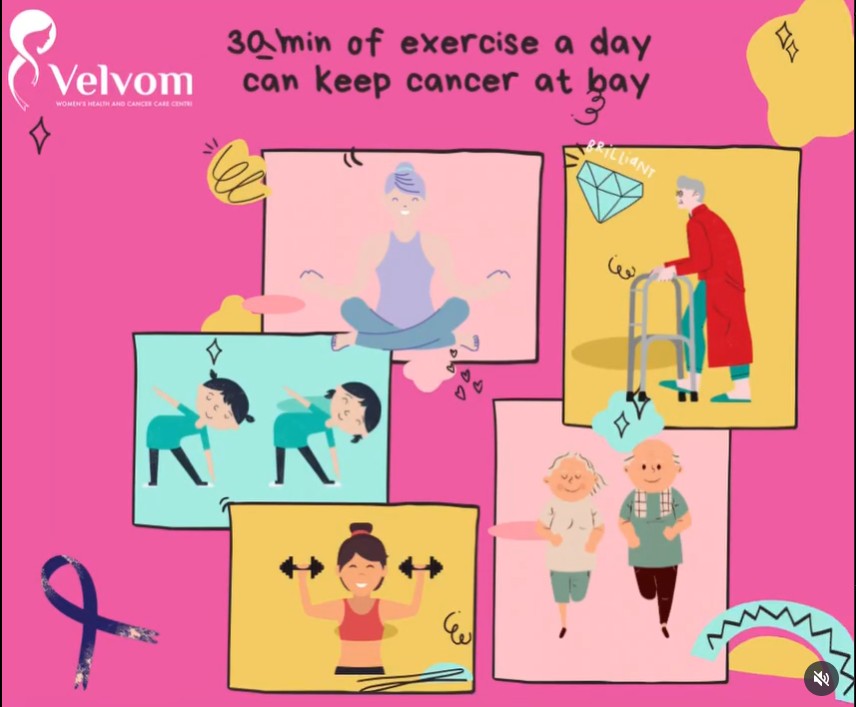 Velvom
WOMEN'S HEALTH AND CANCER CARE CENTRE
30 min of exercise a day
can keep cancer at bay
BRILLIANT